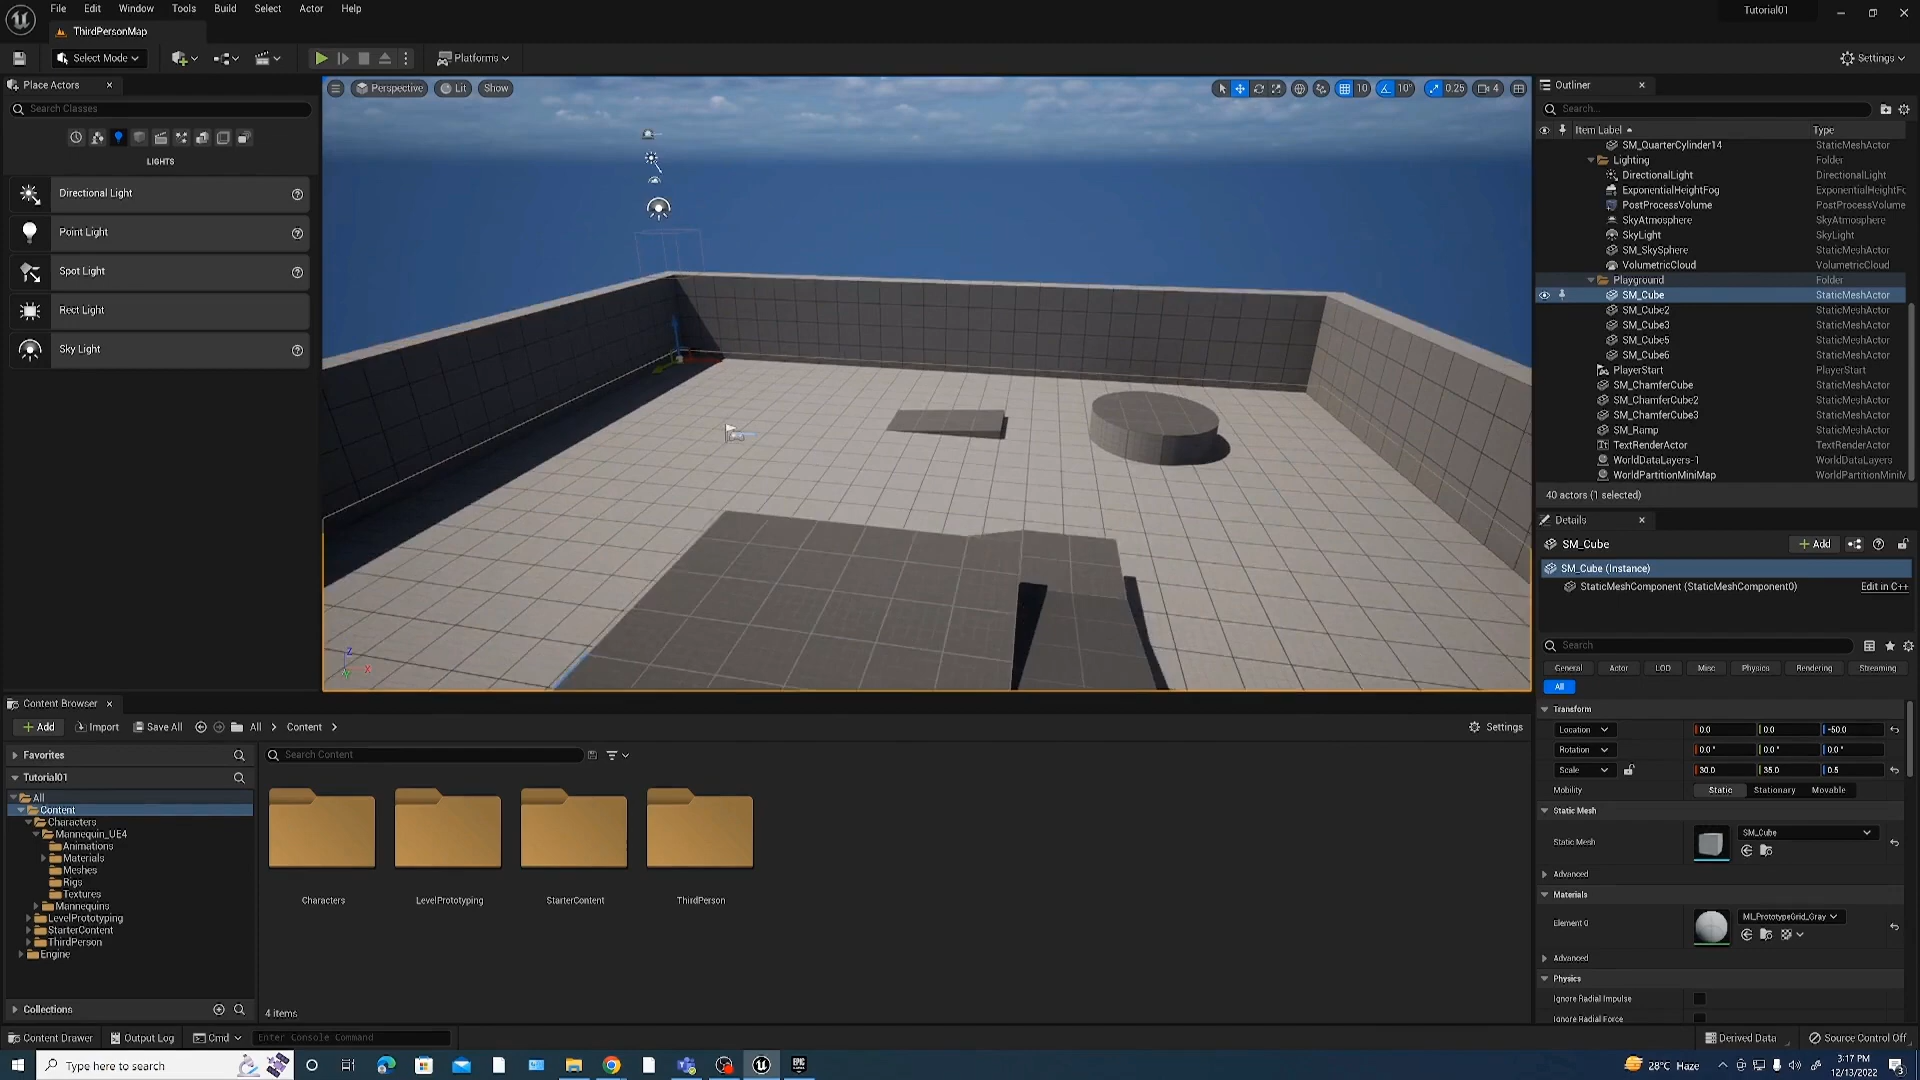 File Edit Window Tools Build Select Actor Help
Tutorial01
ThirdPersonMap
Select Mode
Platforms
Settings
Place Actors
Search Classes
LIGHTS
Directional Light
Point Light
Spot Light
Rect Light
Sky Light
Perspective
Lit
Show
10
10°
0.25
4
Outliner
Search...
Item Label
Type
SM_QuarterCylinder14 StaticMeshActor
Lighting Folder
DirectionalLight DirectionalLight
ExponentialHeightFog ExponentialHeightFo
PostProcessVolume PostProcessVolume
SkyAtmosphere SkyAtmosphere
SkyLight SkyLight
SM_SkySphere StaticMeshActor
VolumetricCloud VolumetricCloud
Playground Folder
SM_Cube StaticMeshActor
SM_Cube2 StaticMeshActor
SM_Cube3 StaticMeshActor
SM_Cube5 StaticMeshActor
SM_Cube6 StaticMeshActor
PlayerStart PlayerStart
SM_ChamferCube StaticMeshActor
SM_ChamferCube2 StaticMeshActor
SM_ChamferCube3 StaticMeshActor
SM_Ramp StaticMeshActor
TextRenderActor TextRenderActor
WorldDataLayers-1 WorldDataLayers
WorldPartitionMiniMap WorldPartitionMiniM
40 actors (1 selected)
Details
SM_Cube
Add
SM_Cube (Instance)
StaticMeshComponent (StaticMeshComponent0) Edit in C++
Search
General Actor LOD Misc Physics Rendering Streaming
All
Transform
Location 0.0 0.0 -50.0
Rotation 0.0° 0.0° 0.0°
Scale 30.0 35.0 0.5
Mobility Static Stationary Movable
Static Mesh
Static Mesh SM_Cube
Advanced
Materials
Element 0 MI_PrototypeGrid_Gray
Advanced
Physics
Ignore Radial Impulse
Ignore Radial Force
Z
X
Y
Content Browser
Add Import Save All All Content
Settings
Favorites
Tutorial01
All
Content
Characters
Mannequin_UE4
Animations
Materials
Meshes
Rigs
Textures
Mannequins
LevelPrototyping
StarterContent
ThirdPerson
Engine
Collections
Search Content
Characters LevelPrototyping StarterContent ThirdPerson
4 items
Content Drawer Output Log Cmd Enter Console Command
Derived Data Source Control Off
Type here to search
EPIC
28°C Haze
3:17 PM
12/13/2022
3